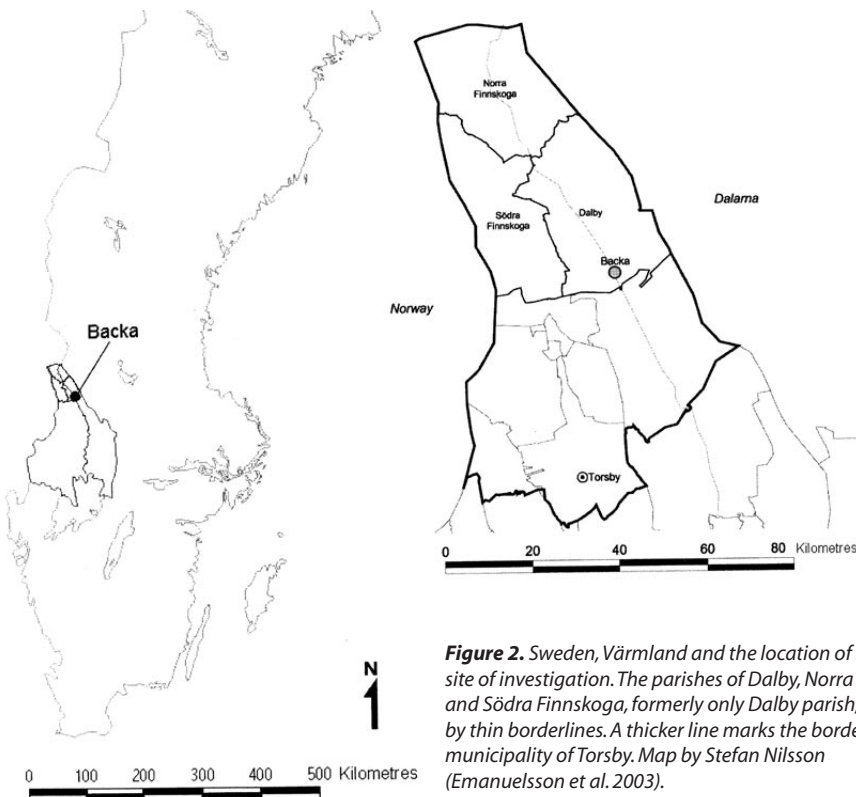 Backa
N
0 100 200 300 400 500 Kilometres
Norra
Finnskoga
Södra
Finnskoga
Dalby
Backa
Dalarna
Norway
Torsby
0 20 40 60 80 Kilometres
Figure 2. Sweden, Värmland and the location of
site of investigation. The parishes of Dalby, Norra
and Södra Finnskoga, formerly only Dalby parish,
by thin borderlines. A thicker line marks the borde
municipality of Torsby. Map by Stefan Nilsson
(Emanuelsson et al. 2003).